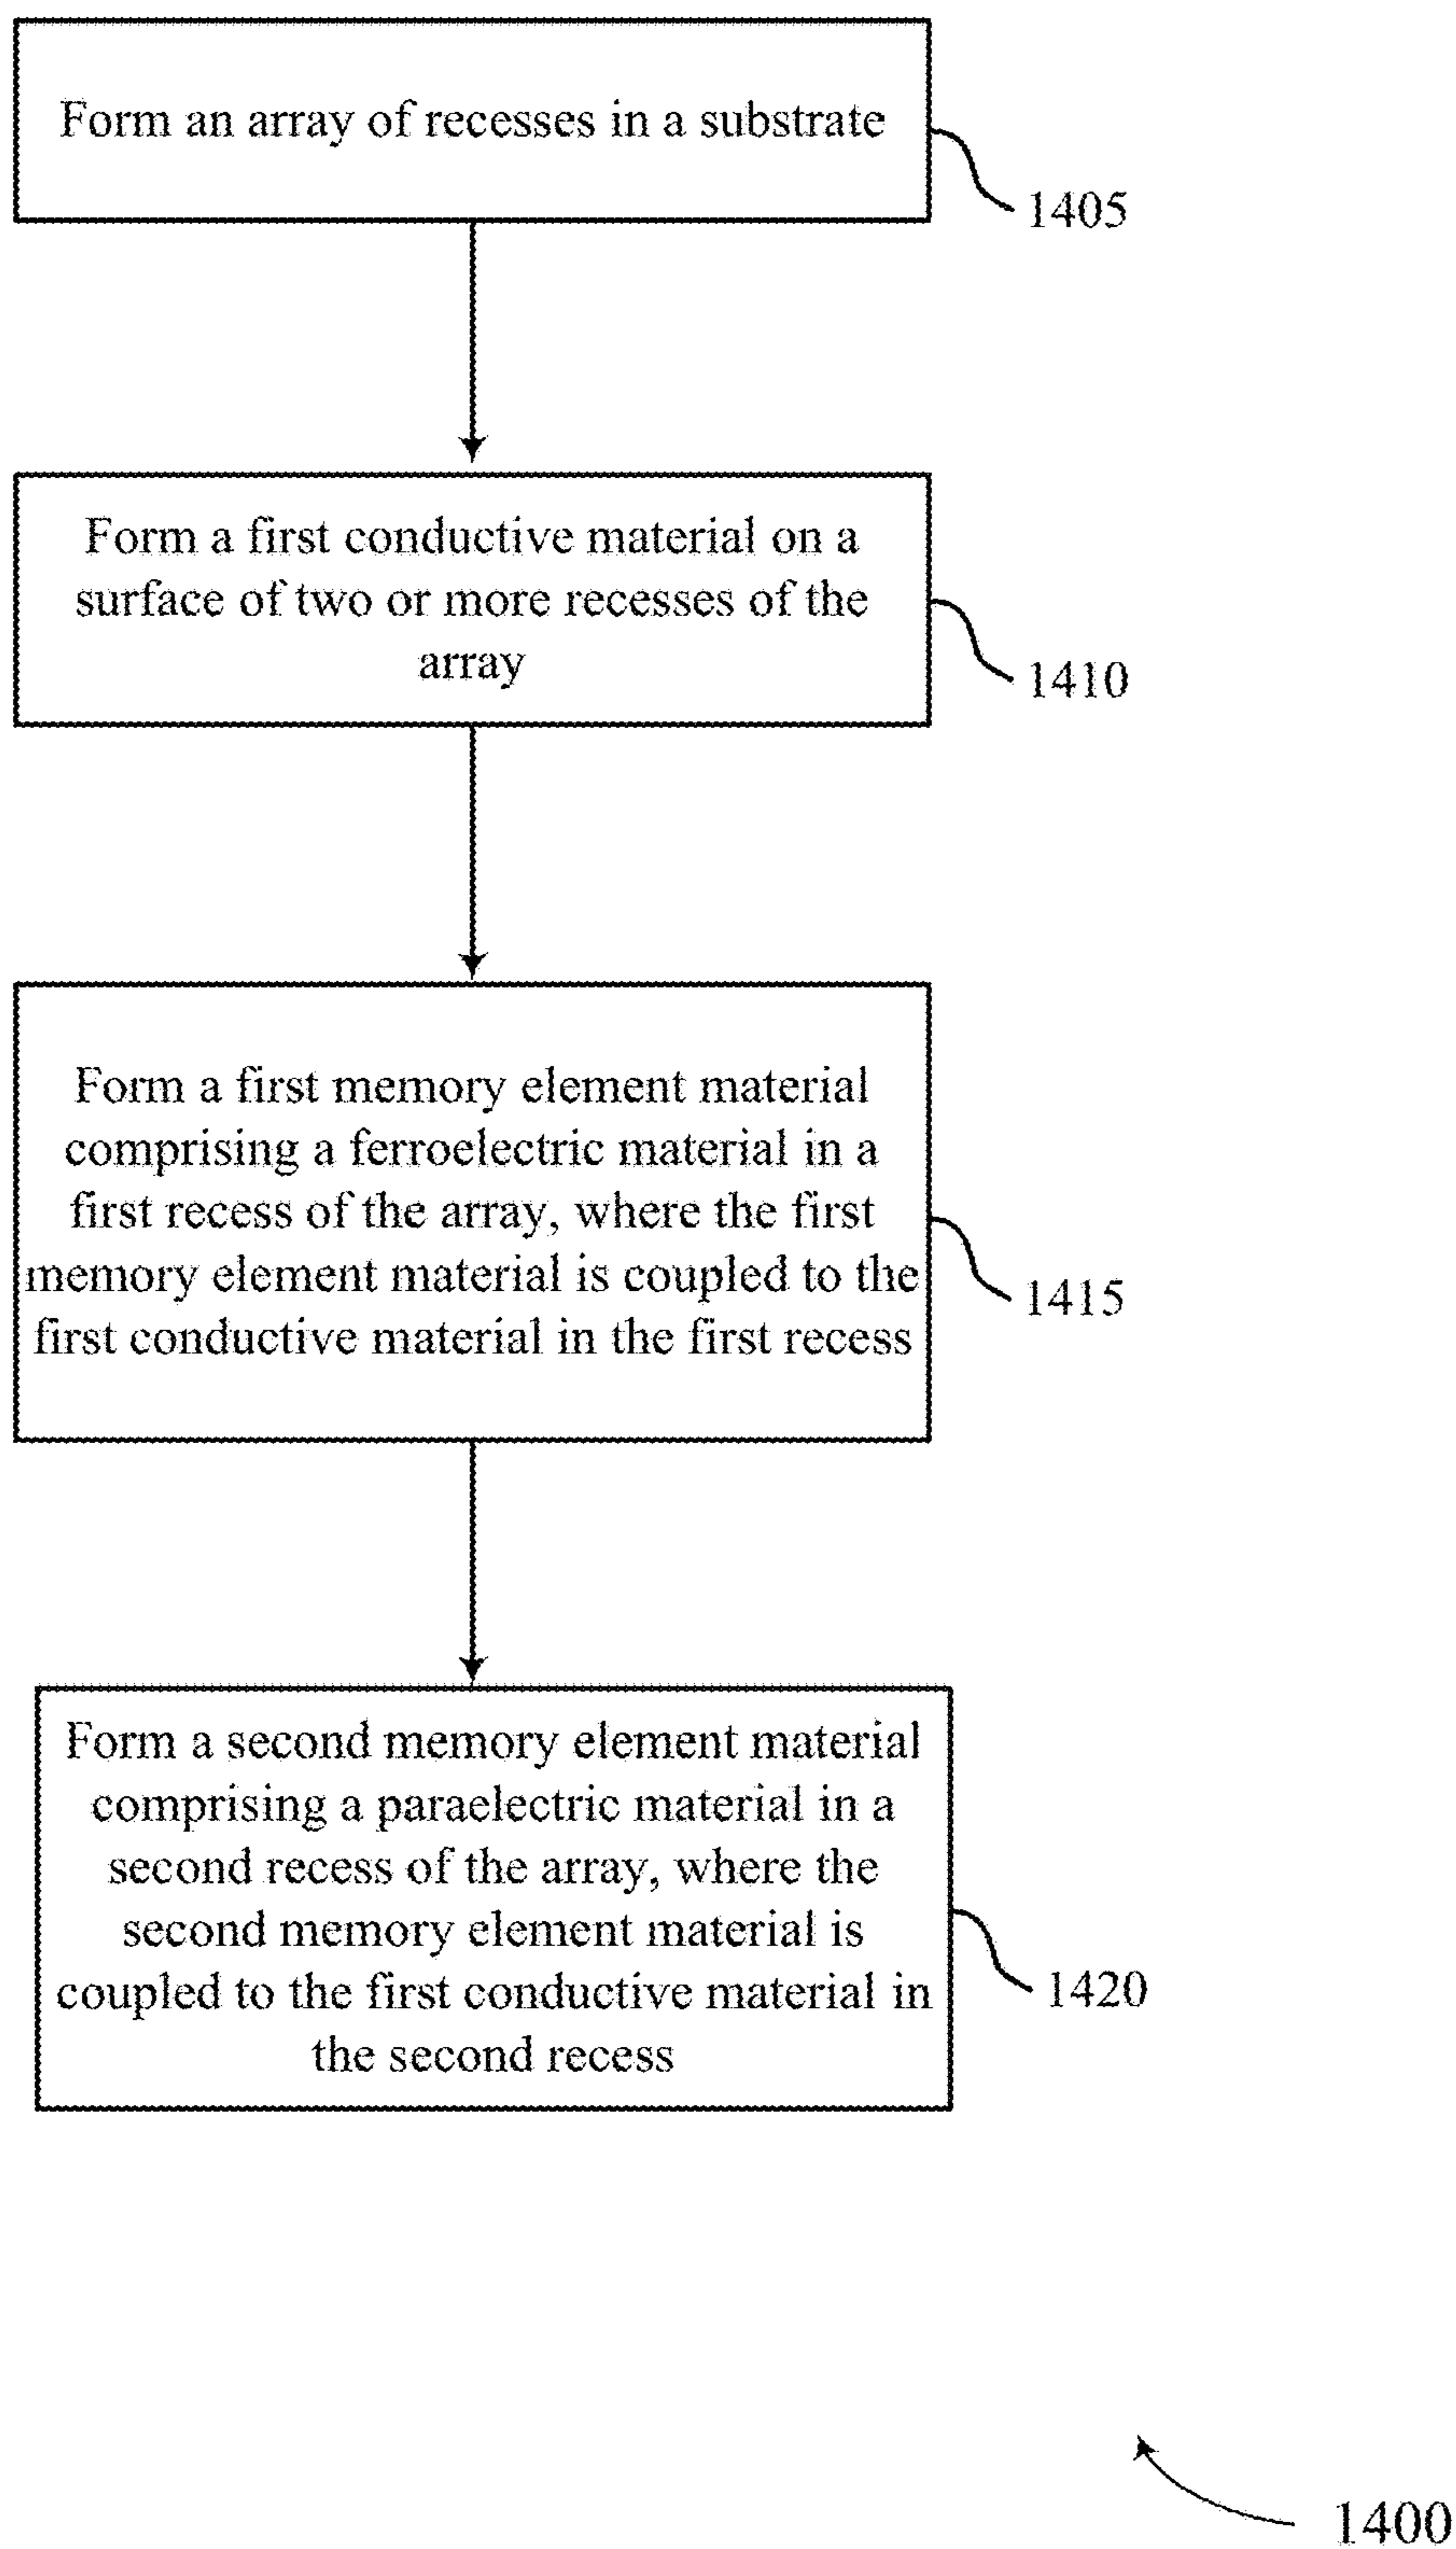 Form an array of recesses in a substrate
1405
Form a first conductive material on a
surface of two or more recesses of the
array
1410
Form a first memory element material
comprising a ferroelectric material in a
first recess of the array, where the first
memory element material is coupled to the
first conductive material in the first recess
1415
Form a second memory element material
comprising a paraelectric material in a
second recess of the array, where the
second memory element material is
coupled to the first conductive material in
the second recess
1420
1400